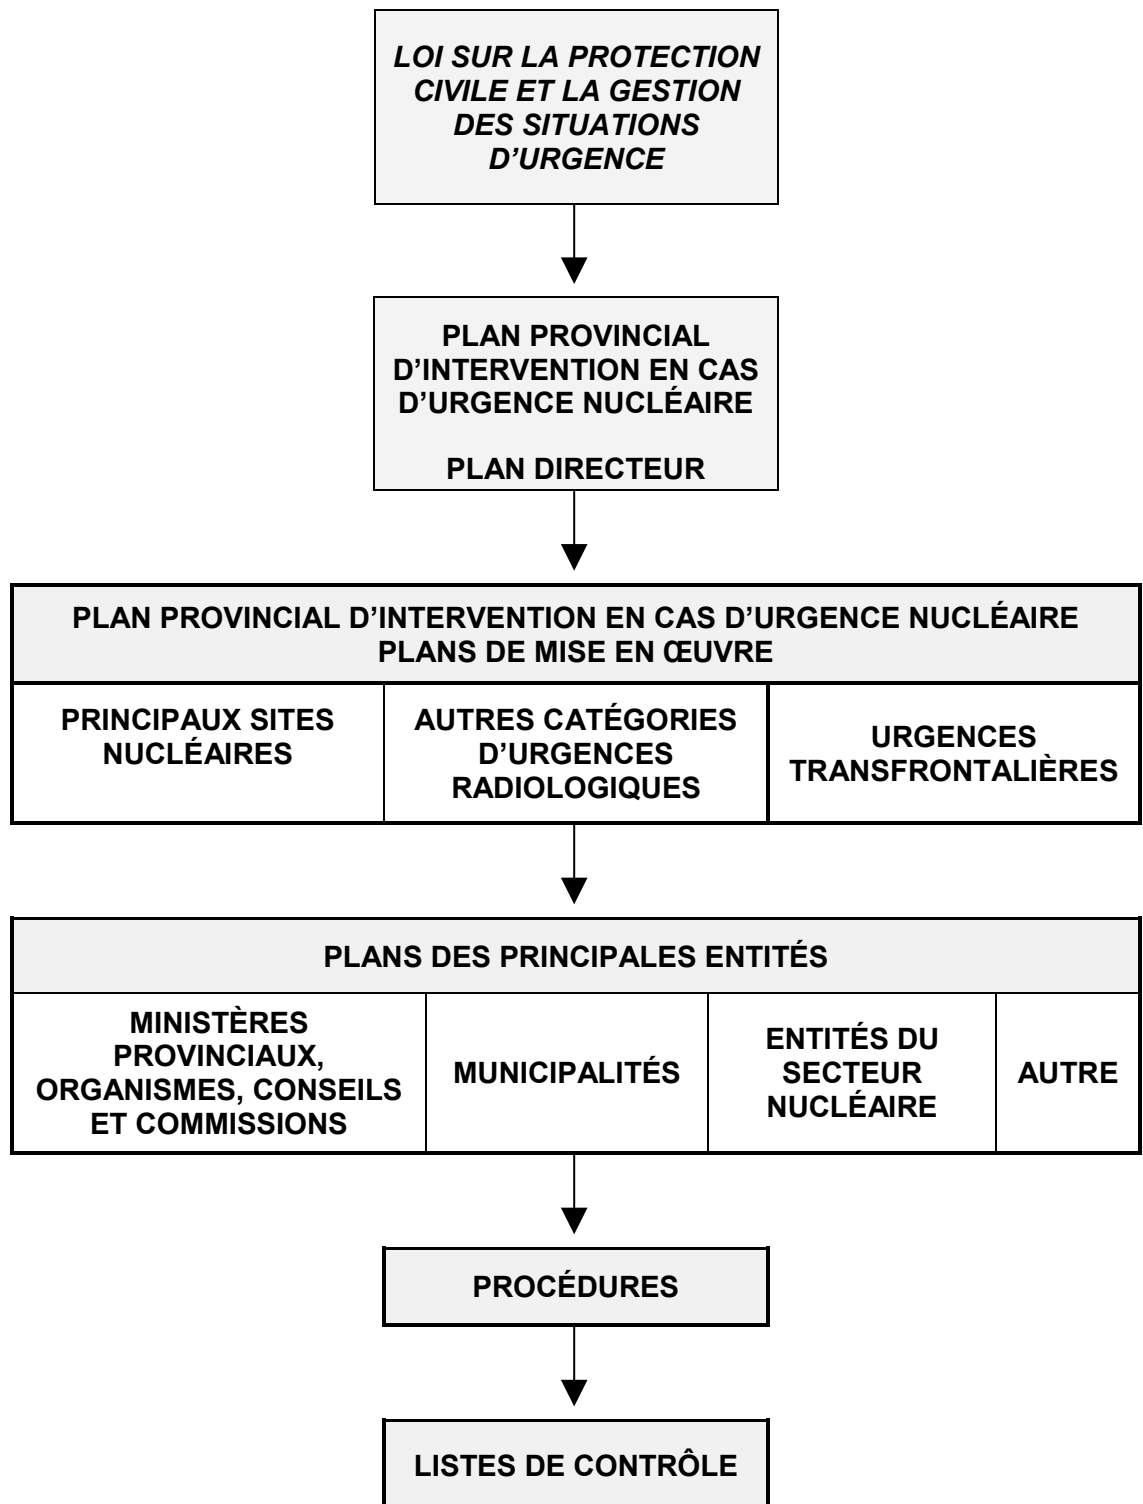 LOI SUR LA PROTECTION
CIVILE ET LA GESTION
DES SITUATIONS
D’URGENCE
PLAN PROVINCIAL
D’INTERVENTION EN CAS
D’URGENCE NUCLÉAIRE
PLAN DIRECTEUR
PLAN PROVINCIAL D’INTERVENTION EN CAS D’URGENCE NUCLÉAIRE
PLANS DE MISE EN ŒUVRE
PRINCIPAUX SITES
NUCLÉAIRES
AUTRES CATÉGORIES
D’URGENCES
RADIOLOGIQUES
URGENCES
TRANSFRONTALIÈRES
PLANS DES PRINCIPALES ENTITÉS
MINISTÈRES
PROVINCIAUX,
ORGANISMES, CONSEILS
ET COMMISSIONS
MUNICIPALITÉS
ENTITÉS DU
SECTEUR
NUCLÉAIRE
AUTRE
PROCÉDURES
LISTES DE CONTRÔLE